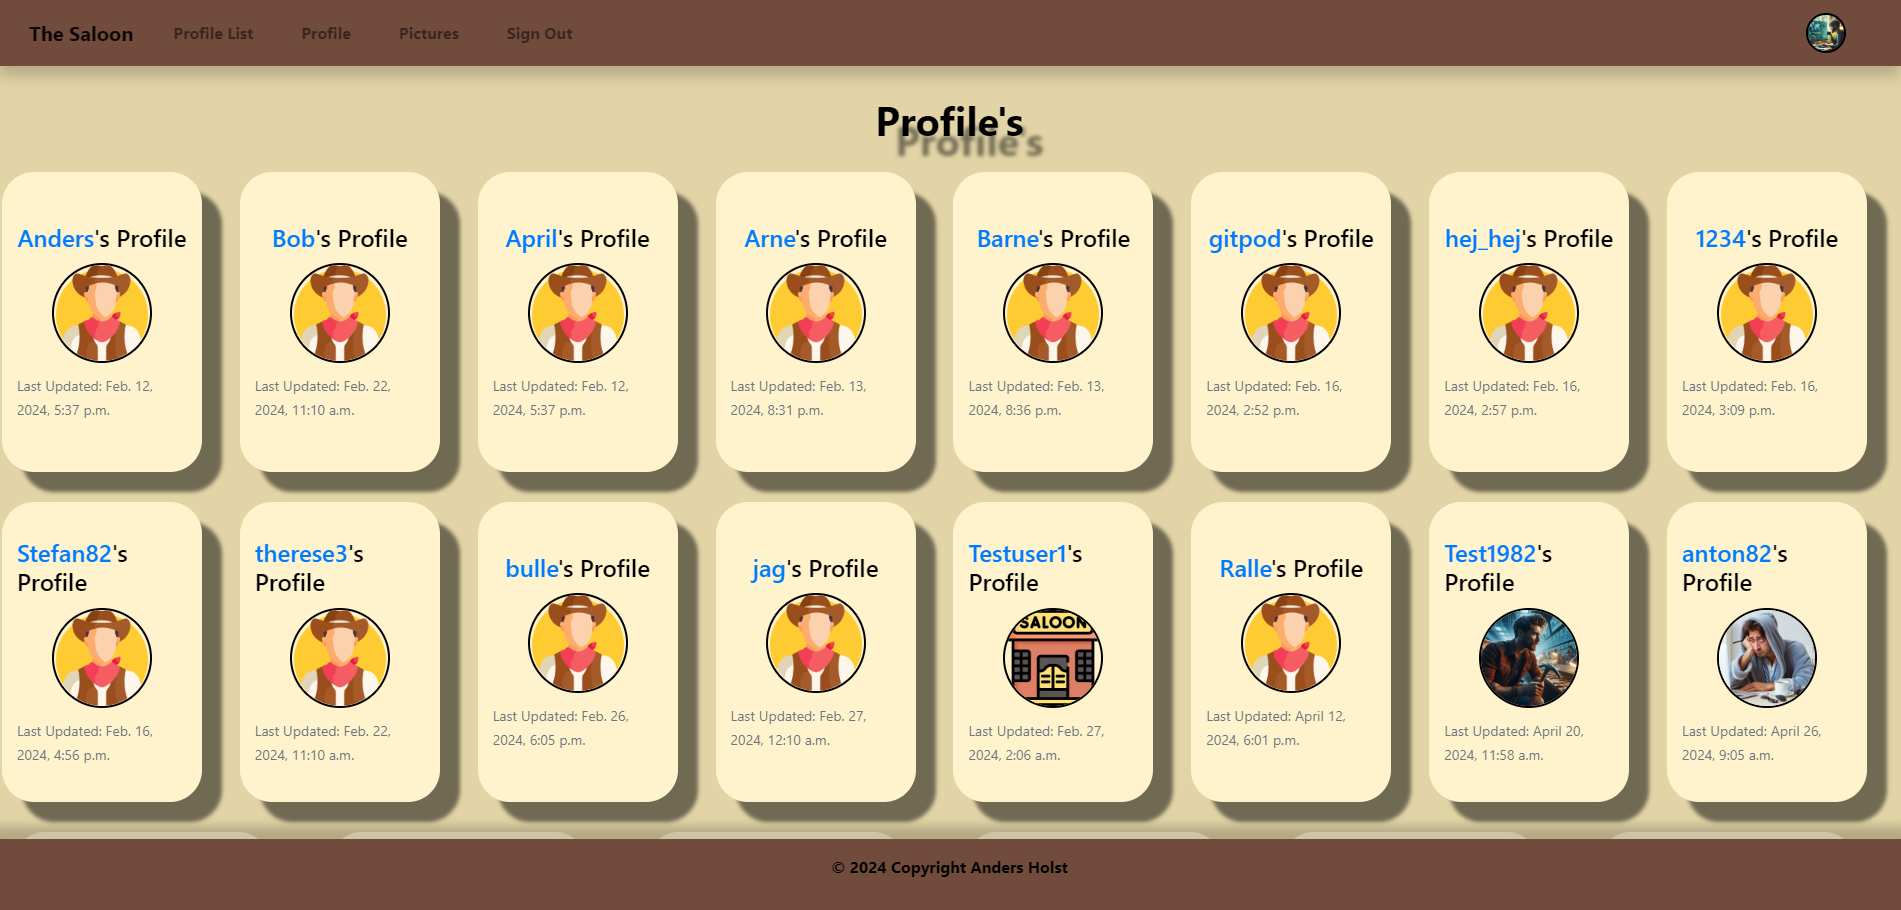 The Saloon Profile List Profile Pictures Sign Out
Profile's
Anders's Profile
Last Updated: Feb. 12,
2024, 5:37 p.m.
Bob's Profile
Last Updated: Feb. 22,
2024, 11:10 a.m.
April's Profile
Last Updated: Feb. 12,
2024, 5:37 p.m.
Arne's Profile
Last Updated: Feb. 13,
2024, 8:31 p.m.
Barne's Profile
Last Updated: Feb. 13,
2024, 8:36 p.m.
gitpod's Profile
Last Updated: Feb. 16,
2024, 2:52 p.m.
hej_hej's Profile
Last Updated: Feb. 16,
2024, 2:57 p.m.
1234's Profile
Last Updated: Feb. 16,
2024, 3:09 p.m.
Stefan82's
Profile
Last Updated: Feb. 16,
2024, 4:56 p.m.
therese3's
Profile
Last Updated: Feb. 22,
2024, 11:10 a.m.
bulle's Profile
Last Updated: Feb. 26,
2024, 6:05 p.m.
jag's Profile
Last Updated: Feb. 27,
2024, 12:10 a.m.
Testuser1's
Profile
SALOON
Last Updated: Feb. 27,
2024, 2:06 a.m.
Ralle's Profile
Last Updated: April 12,
2024, 6:01 p.m.
Test1982's
Profile
Last Updated: April 20,
2024, 11:58 a.m.
anton82's
Profile
Last Updated: April 26,
2024, 9:05 a.m.
© 2024 Copyright Anders Holst